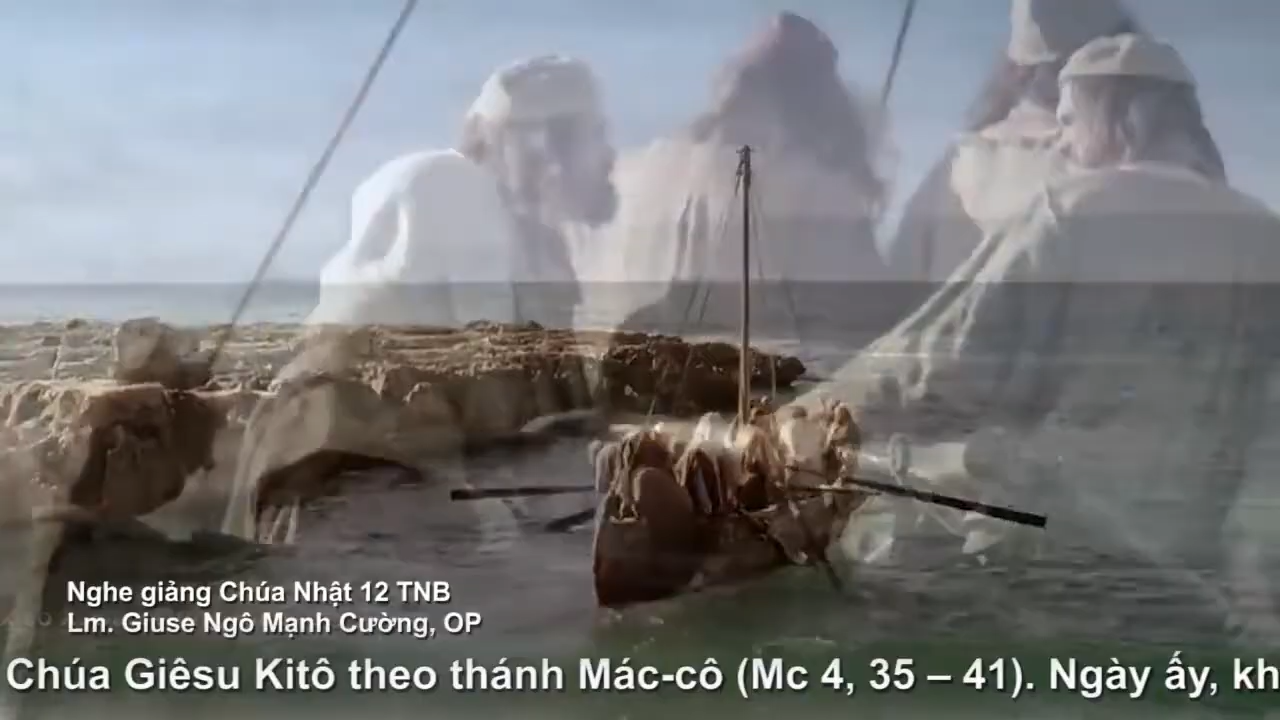 Nghe giảng Chúa Nhật 12 TNB
Lm. Giuse Ngô Mạnh Cường, OP
Chúa Giêsu Kitô theo thánh Mác-cô (Mc 4, 35 – 41). Ngày ấy, kh